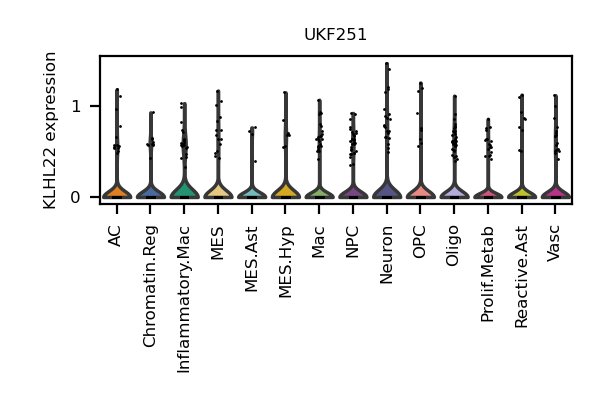 UKF251
KLHL22 expression
1
0
AC
Chromatin.Reg
Inflammatory.Mac
MES
MES.Ast
MES.Hyp
Mac
NPC
Neuron
OPC
Oligo
Prolif.Metab
Reactive.Ast
Vasc